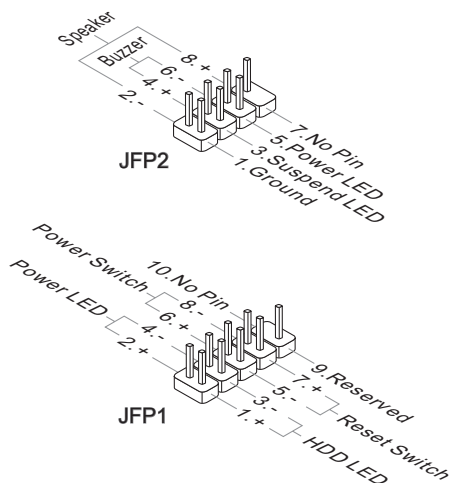 Speaker
Buzzer
8.+
6.-
4.+
2.-
7.No Pin
5.Power LED
3.Suspend LED
1.Ground
JFP2
Power Switch
Power LED
10.No Pin
8.-
6.+
4.-
2.+
9.Reserved
7.+
5.-
3.-
1.+
Reset Switch
HDD LED
JFP1